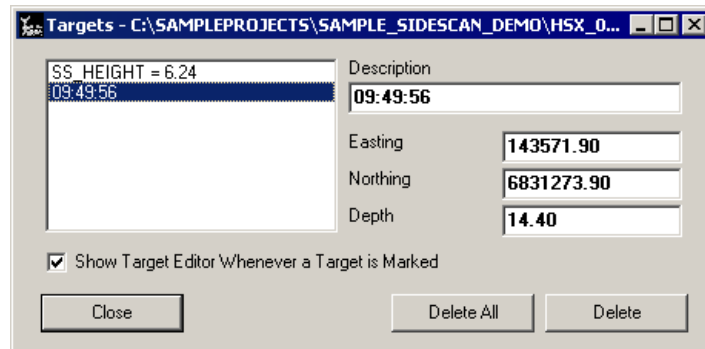 Targets - C:\SAMPLEPROJECTS\SAMPLE_SIDESCAN_DEMO\HSX_0...
SS_HEIGHT = 6.24
09:49:56
Description
09:49:56
Easting
143571.90
Northing
6831273.90
Depth
14.40
Show Target Editor Whenever a Target is Marked
Close
Delete All
Delete